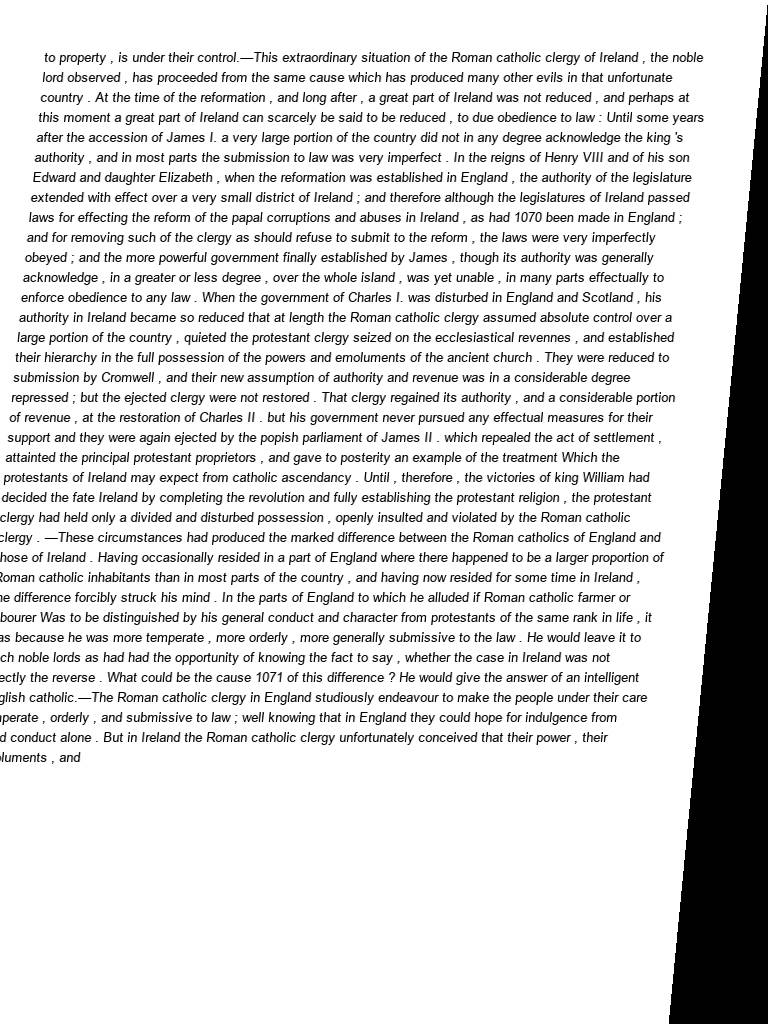 to property , is under their control.—This extraordinary situation of the Roman catholic clergy of Ireland , the noble
lord observed , has proceeded from the same cause which has produced many other evils in that unfortunate
country . At the time of the reformation , and long after , a great part of Ireland was not reduced , and perhaps at
this moment a great part of Ireland can scarcely be said to be reduced , to due obedience to law : Until some years
after the accession of James I. a very large portion of the country did not in any degree acknowledge the king 's
authority , and in most parts the submission to law was very imperfect . In the reigns of Henry VIII and of his son
Edward and daughter Elizabeth , when the reformation was established in England , the authority of the legislature
extended with effect over a very small district of Ireland ; and therefore although the legislatures of Ireland passed
laws for effecting the reform of the papal corruptions and abuses in Ireland , as had 1070 been made in England ;
and for removing such of the clergy as should refuse to submit to the reform , the laws were very imperfectly
obeyed ; and the more powerful government finally established by James , though its authority was generally
acknowledge , in a greater or less degree , over the whole island , was yet unable , in many parts effectually to
enforce obedience to any law . When the government of Charles I. was disturbed in England and Scotland , his
authority in Ireland became so reduced that at length the Roman catholic clergy assumed absolute control over a
large portion of the country , quieted the protestant clergy seized on the ecclesiastical revennes , and established
their hierarchy in the full possession of the powers and emoluments of the ancient church . They were reduced to
submission by Cromwell , and their new assumption of authority and revenue was in a considerable degree
repressed ; but the ejected clergy were not restored . That clergy regained its authority , and a considerable portion
of revenue , at the restoration of Charles II . but his government never pursued any effectual measures for their
support and they were again ejected by the popish parliament of James II . which repealed the act of settlement ,
attainted the principal protestant proprietors , and gave to posterity an example of the treatment Which the
protestants of Ireland may expect from catholic ascendancy . Until , therefore , the victories of king William had
decided the fate Ireland by completing the revolution and fully establishing the protestant religion , the protestant
clergy had held only a divided and disturbed possession , openly insulted and violated by the Roman catholic
clergy . —These circumstances had produced the marked difference between the Roman catholics of England and
hose of Ireland . Having occasionally resided in a part of England where there happened to be a larger proportion of
Roman catholic inhabitants than in most parts of the country , and having now resided for some time in Ireland ,
he difference forcibly struck his mind . In the parts of England to which he alluded if Roman catholic farmer or
bourer Was to be distinguished by his general conduct and character from protestants of the same rank in life , it
as because he was more temperate , more orderly , more generally submissive to the law . He would leave it to
ch noble lords as had had the opportunity of knowing the fact to say , whether the case in Ireland was not
ectly the reverse . What could be the cause 1071 of this difference ? He would give the answer of an intelligent
glish catholic.—The Roman catholic clergy in England studiously endeavour to make the people under their care
perate , orderly , and submissive to law ; well knowing that in England they could hope for indulgence from
d conduct alone . But in Ireland the Roman catholic clergy unfortunately conceived that their power , their
luments , and